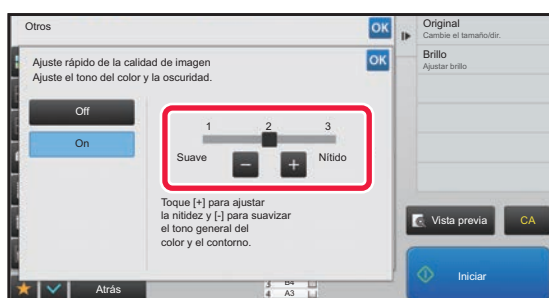 Otros
OK
Ajuste rápido de la calidad de imagen
Ajuste el tono del color y la oscuridad.
OK
Off
On
1 2 3
Suave - + Nítido
Toque [+] para ajustar
la nitidez y [-] para suavizar
el tono general del
color y el contorno.
Atrás
4 A3
Original
Cambie el tamaño/dir.
Brillo
Ajustar brillo
Vista previa
CA
Iniciar